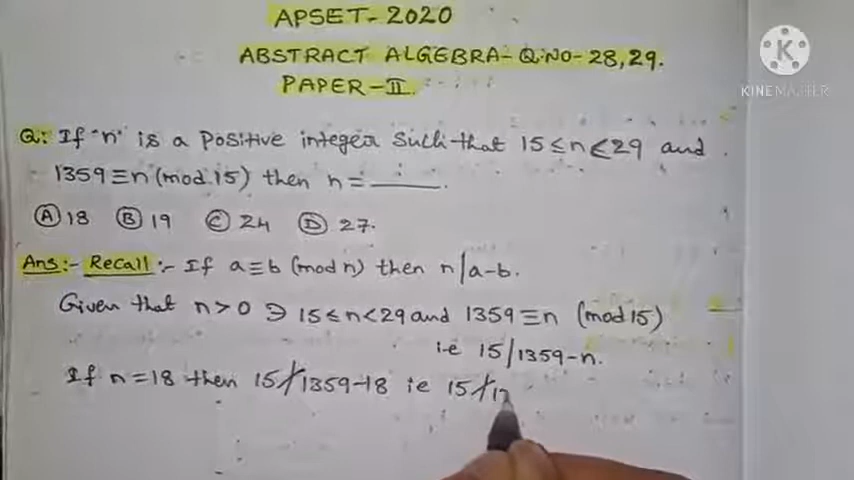 APSET-2020
ABSTRACT ALGEBRA-Q.NO-28,29.
PAPER-II.
K
KINEMASTER
Q: If "n" is a positive integer such that 15≤n<29 and
1359≡n(mod.15) then n=____.
Ⓐ 18 Ⓑ 19 Ⓒ 24 Ⓓ 27.
Ans:- Recall:- If a≡b (mod n) then n/a-b.
Given that n>0 ∋ 15≤n<29 and 1359≡n (mod 15)
i.e 15/1359-n.
If n=18 then 15∤1359-18 ie 15∤1